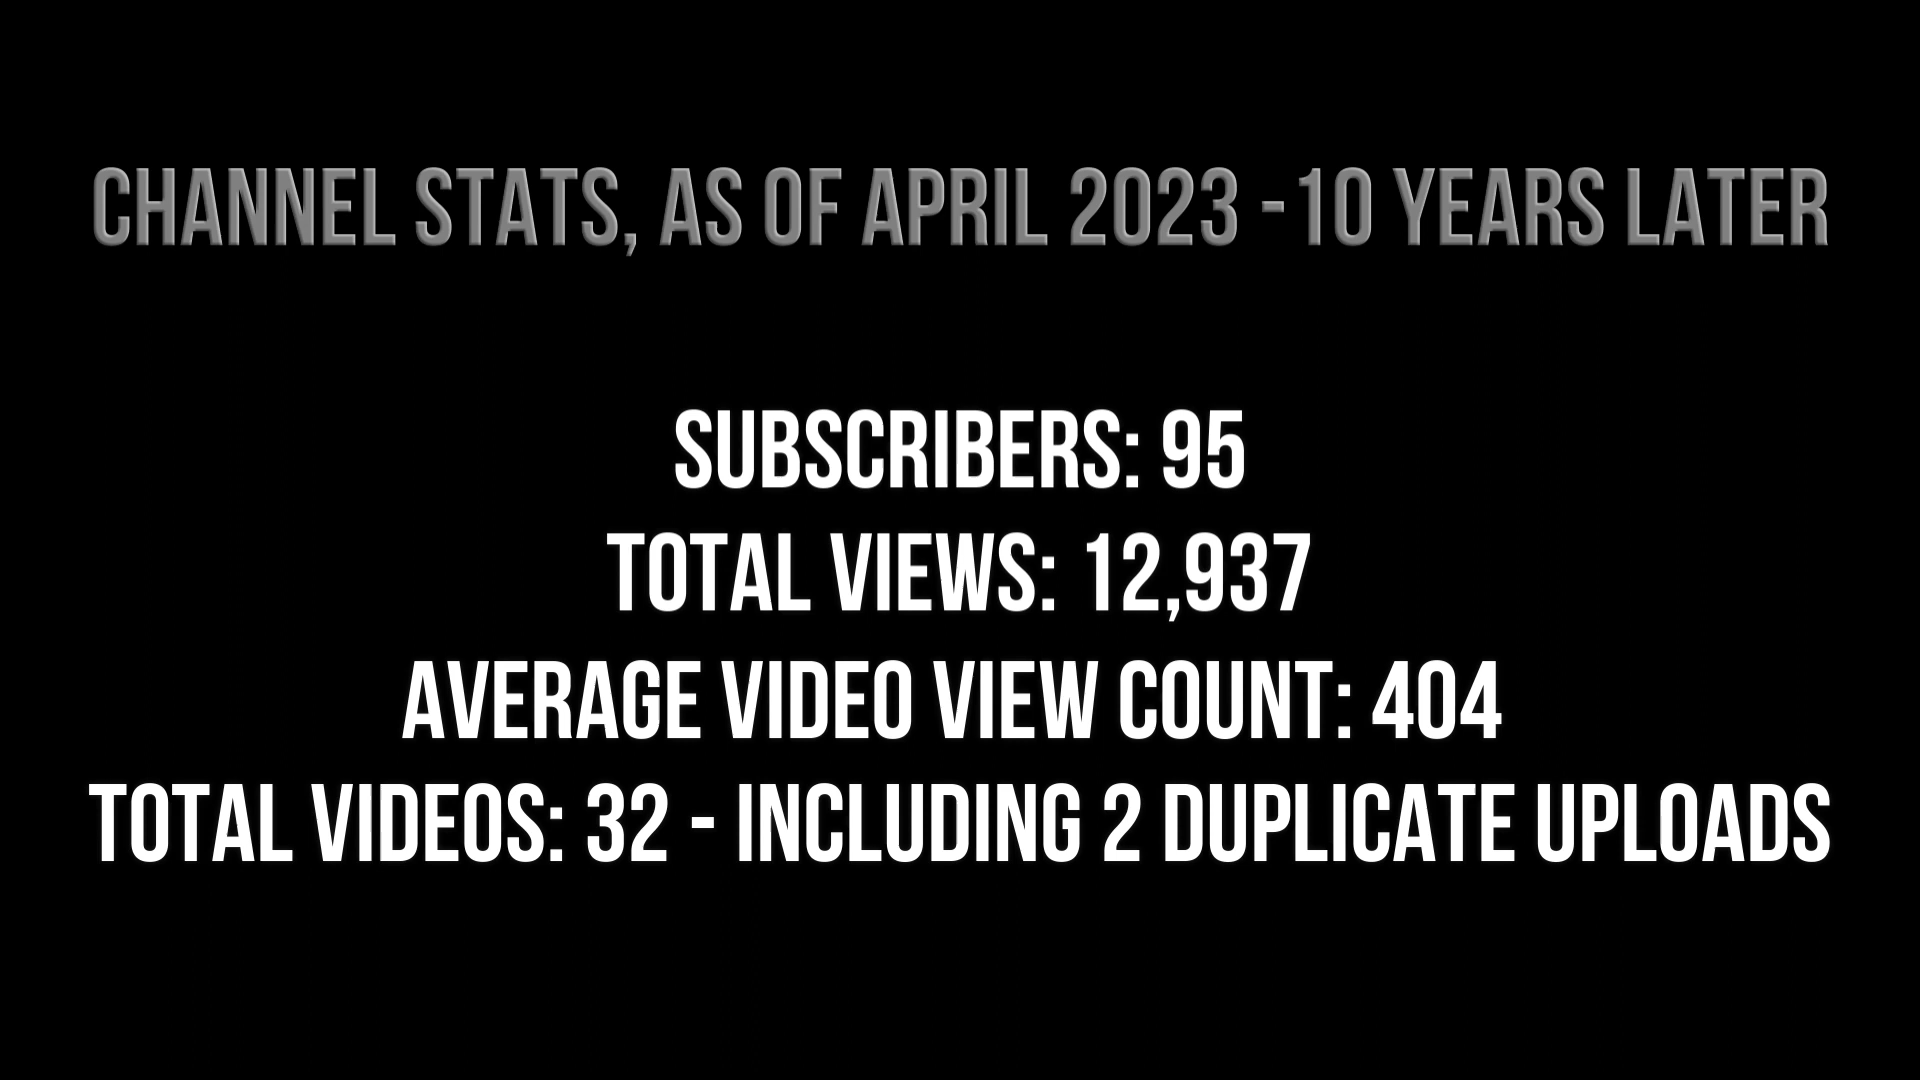 CHANNEL STATS, AS OF APRIL 2023 -10 YEARS LATER
SUBSCRIBERS: 95
TOTAL VIEWS: 12,937
AVERAGE VIDEO VIEW COUNT: 404
TOTAL VIDEOS: 32 - INCLUDING 2 DUPLICATE UPLOADS